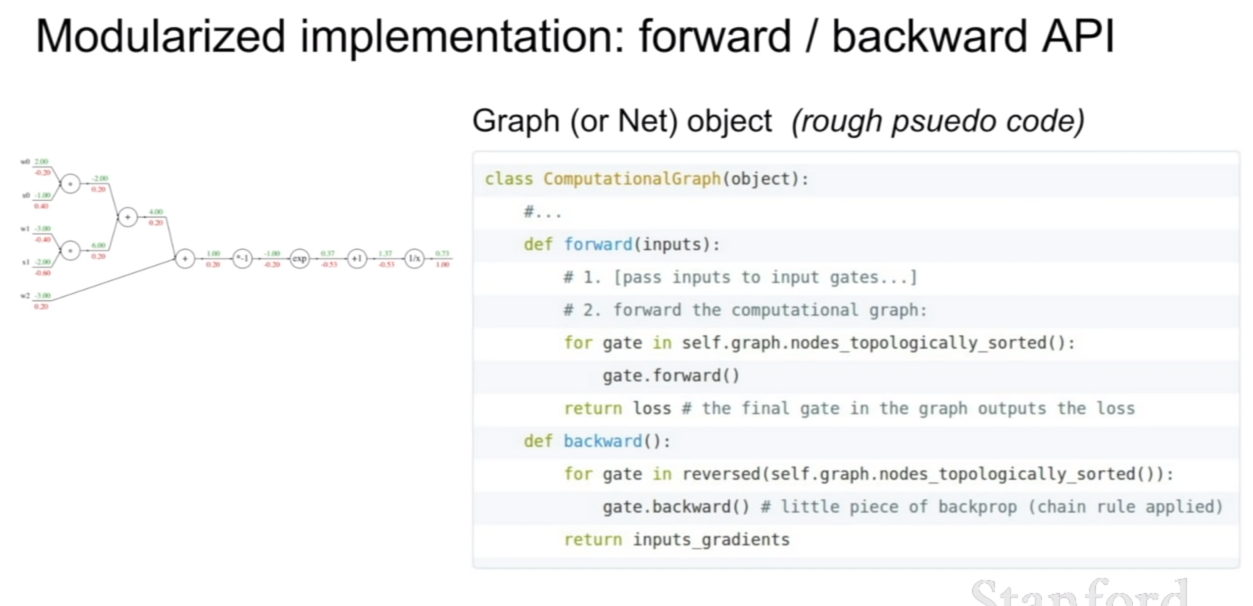 Modularized implementation: forward / backward API
Graph (or Net) object (rough psuedo code)
w0 2.00
-0.20
x0 -1.00
0.40
w1 -3.00
-0.40
x1 -2.00
-0.60
w2 -3.00
0.20
*
-2.00
0.20
*
6.00
0.20
+
4.00
0.20
+
1.00
0.20
*-1
-1.00
-0.20
exp
0.37
-0.53
+1
1.37
-0.53
1/x
0.73
1.00
class ComputationalGraph(object):
#...
def forward(inputs):
# 1. [pass inputs to input gates...]
# 2. forward the computational graph:
for gate in self.graph.nodes_topologically_sorted():
gate.forward()
return loss # the final gate in the graph outputs the loss
def backward():
for gate in reversed(self.graph.nodes_topologically_sorted()):
gate.backward() # little piece of backprop (chain rule applied)
return inputs_gradients
Stanford